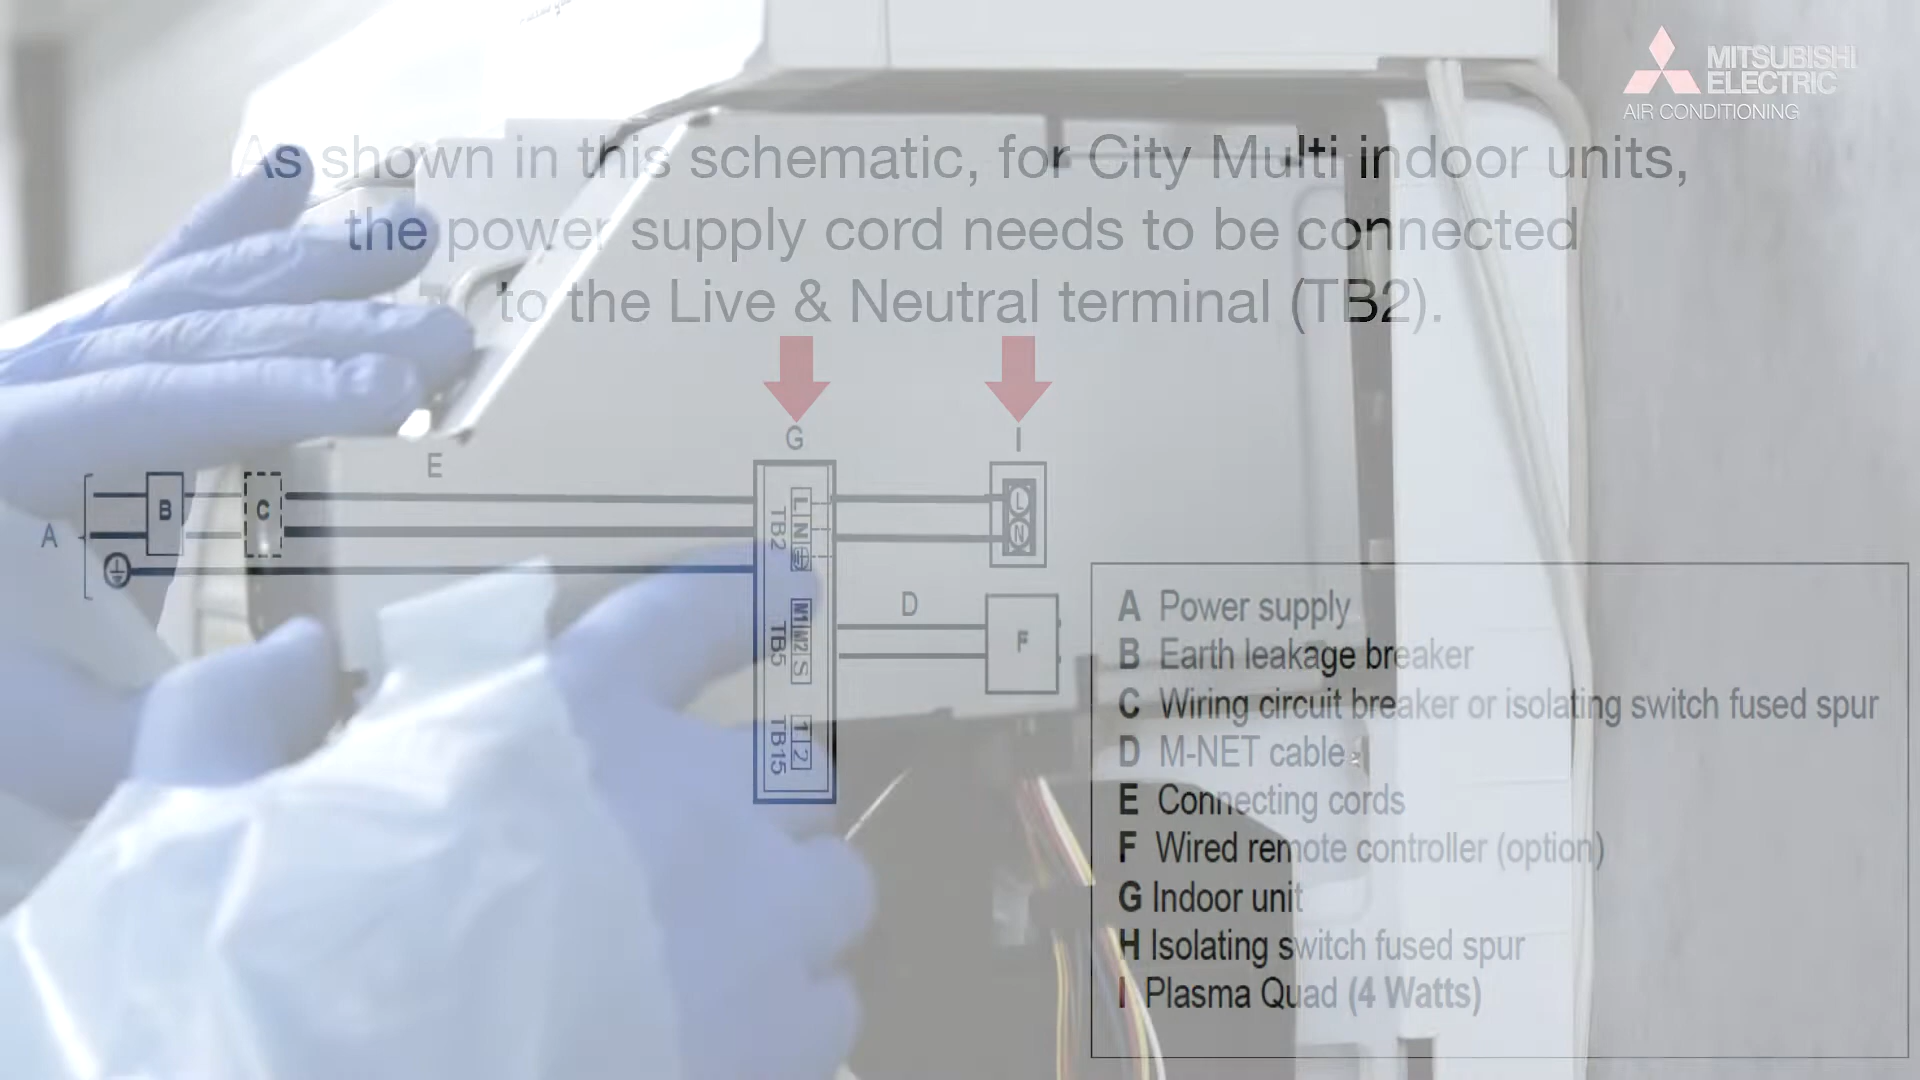 MITSUBISHI
ELECTRIC
AIR CONDITIONING
As shown in this schematic, for City Multi indoor units,
the power supply cord needs to be connected
to the Live & Neutral terminal (TB2).
G
I
E
A
B
C
TB2
L
N
L
N
D
TB5
M1
M2
S
F
TB15
1
2
A Power supply
B Earth leakage breaker
C Wiring circuit breaker or isolating switch fused spur
D M-NET cable
E Connecting cords
F Wired remote controller (option)
G Indoor unit
H Isolating switch fused spur
I Plasma Quad (4 Watts)